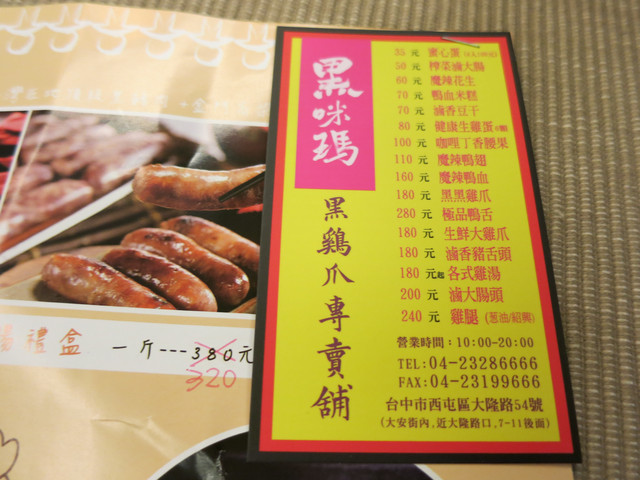 黑咪瑪
黑鷄爪專賣舖
35 元 蜜心蛋
50 元 榨菜滷大腸
60 元 魔辣花生
70 元 鴨血米糕
70 元 滷香豆干
80 元 健康生雞蛋
100 元 咖哩丁香腰果
110 元 魔辣鴨翅
160 元 魔辣鴨血
180 元 黑黑雞爪
280 元 極品鴨舌
180 元 生鮮大雞爪
180 元 滷香豬舌頭
180 元起 各式雞湯
200 元 滷大腸頭
240 元 雞腿 (蔥油/紹興)
營業時間：10:00-20:00
TEL:04-23286666
FAX:04-23199666
台中市西屯區大隆路54號
(大安街內,近大隆路口,7-11後面)
腸禮盒 一斤---380元
320